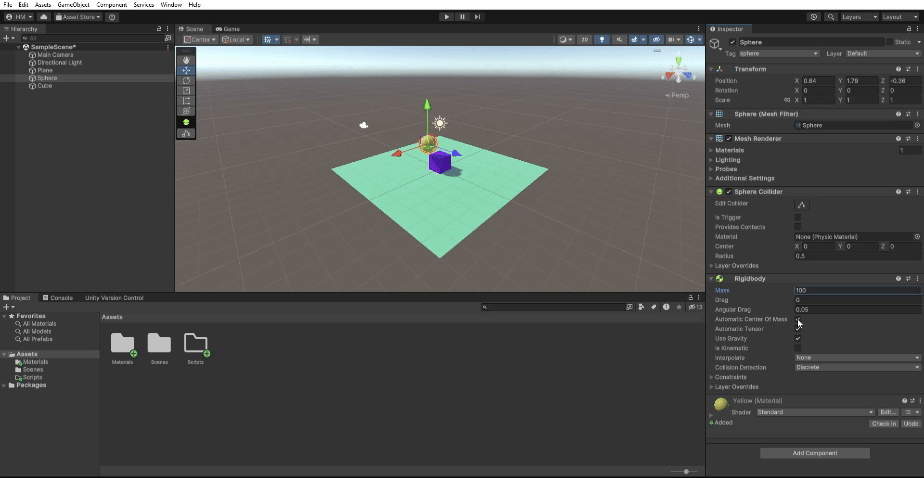 File Edit Assets GameObject Component Services Window Help
HM Asset Store Layers Layout
Hierarchy Scene Game Inspector
All
SampleScene*
Main Camera
Directional Light
Plane
Sphere
Cube
Center Local 2D
Persp
Sphere Static
Tag sphere Layer Default
Transform
Position X 0.64 Y 1.79 Z -0.36
Rotation X 0 Y 0 Z 0
Scale X 1 Y 1 Z 1
Sphere (Mesh Filter)
Mesh Sphere
Mesh Renderer
Materials 1
Lighting
Probes
Additional Settings
Sphere Collider
Edit Collider
Is Trigger
Provides Contacts
Material None (Physic Material)
Center X 0 Y 0 Z 0
Radius 0.5
Layer Overrides
Rigidbody
Mass 100
Drag 0
Angular Drag 0.05
Automatic Center Of Mass
Automatic Tensor
Use Gravity
Is Kinematic
Interpolate None
Collision Detection Discrete
Constraints
Layer Overrides
Yellow (Material)
Shader Standard Edit...
Added Check In Undo
Add Component
Project Console Unity Version Control
13
Favorites
All Materials
All Models
All Prefabs
Assets
Materials
Scenes
Scripts
Packages
Assets
Materials Scenes Scripts